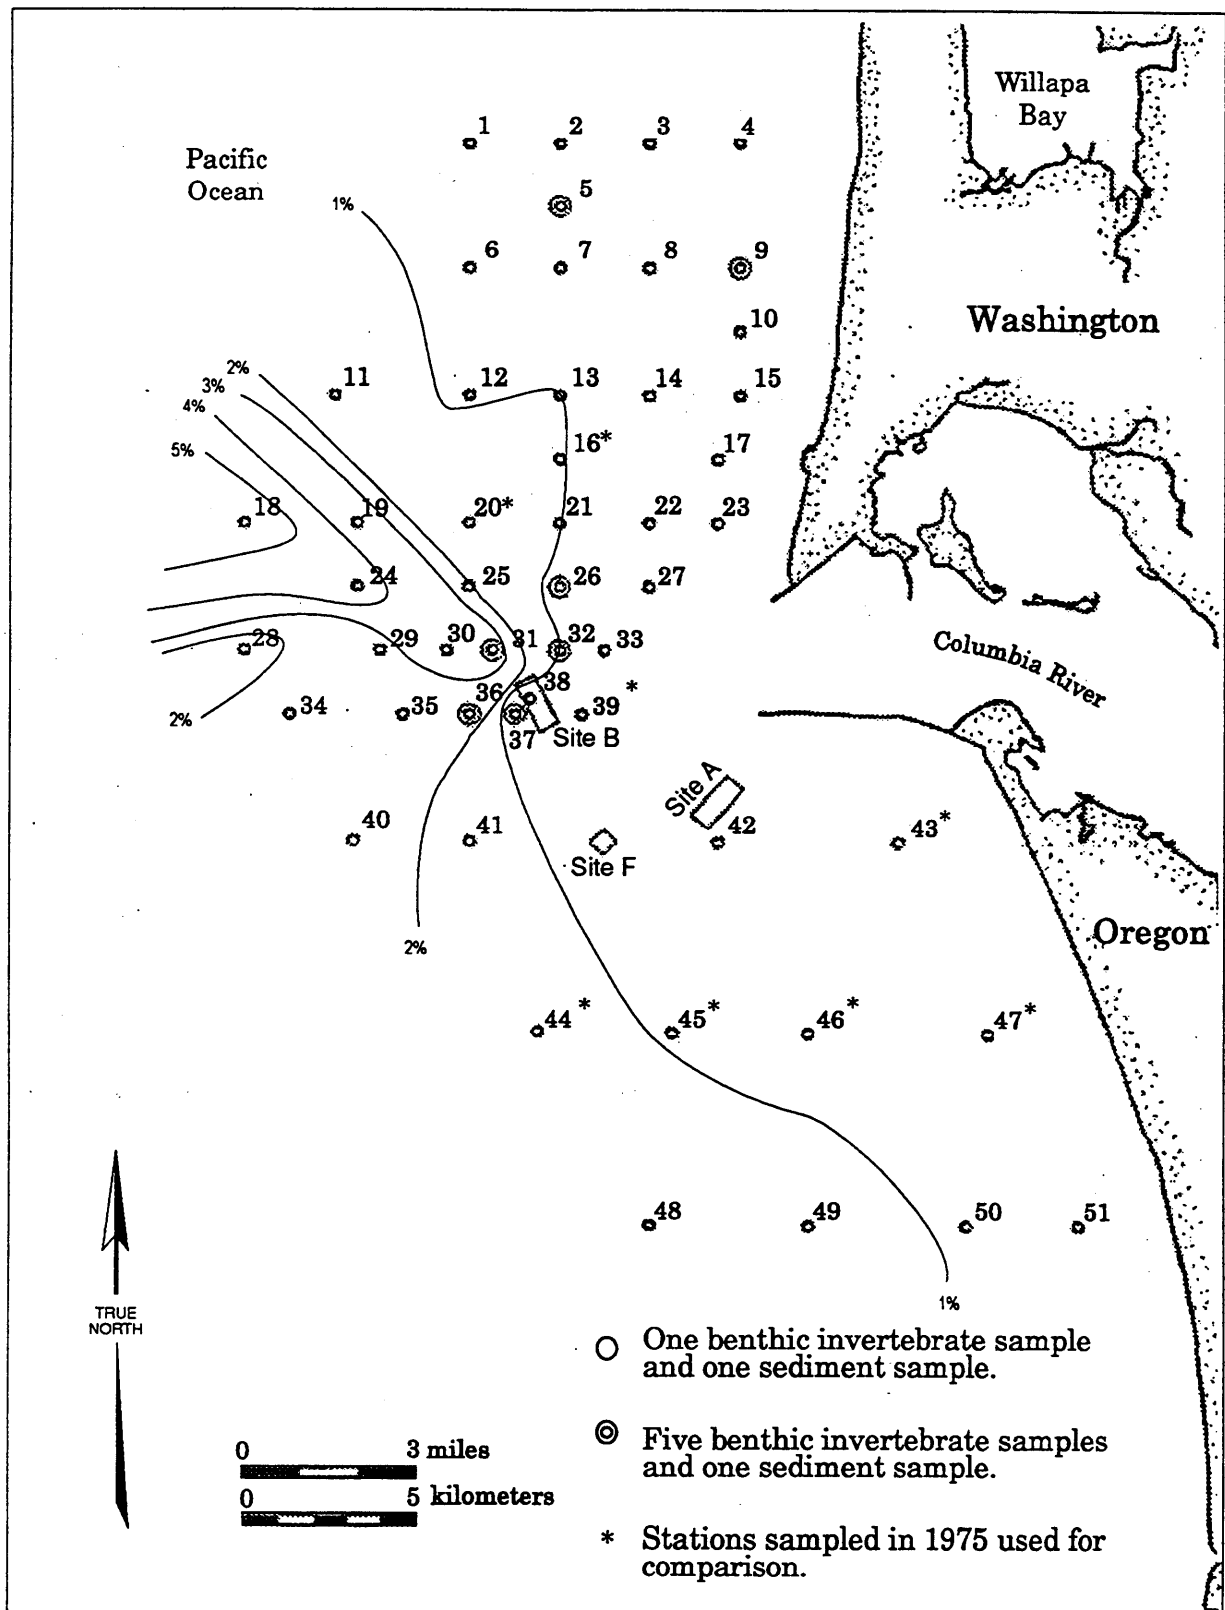 Willapa
Bay
1
2
3
4
Pacific
Ocean
5
1%
6
7
8
9
10
Washington
2%
3%
4%
5%
11
12
13
14
15
16*
17
18
19
20*
21
22
23
24
25
26
27
28
29
30
31
32
33
Columbia River
2%
34
35
36
37
38
39 *
Site B
Site A
40
41
42
43*
Site F
Oregon
2%
44*
45*
46*
47*
48
49
50
51
1%
TRUE
NORTH
One benthic invertebrate sample
and one sediment sample.
Five benthic invertebrate samples
and one sediment sample.
* Stations sampled in 1975 used for
comparison.
0 3 miles
0 5 kilometers